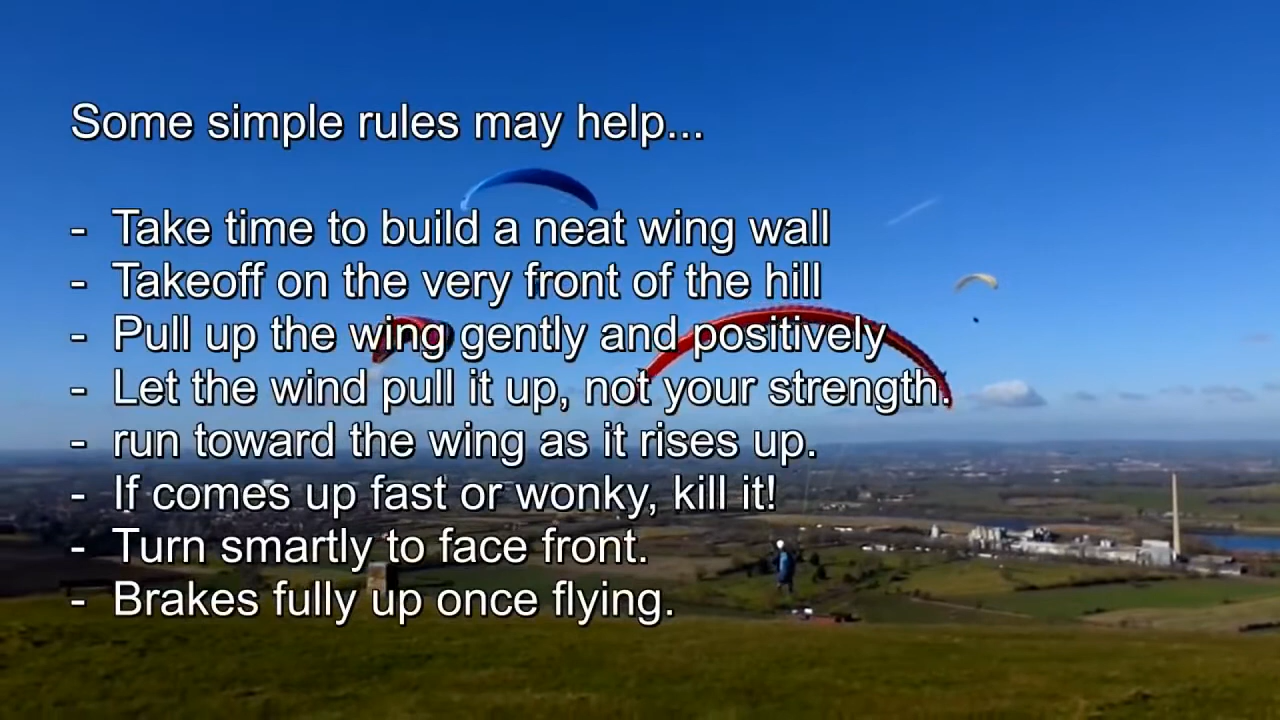 Some simple rules may help...
- Take time to build a neat wing wall
- Takeoff on the very front of the hill
- Pull up the wing gently and positively
- Let the wind pull it up, not your strength.
- run toward the wing as it rises up.
- If comes up fast or wonky, kill it!
- Turn smartly to face front.
- Brakes fully up once flying.